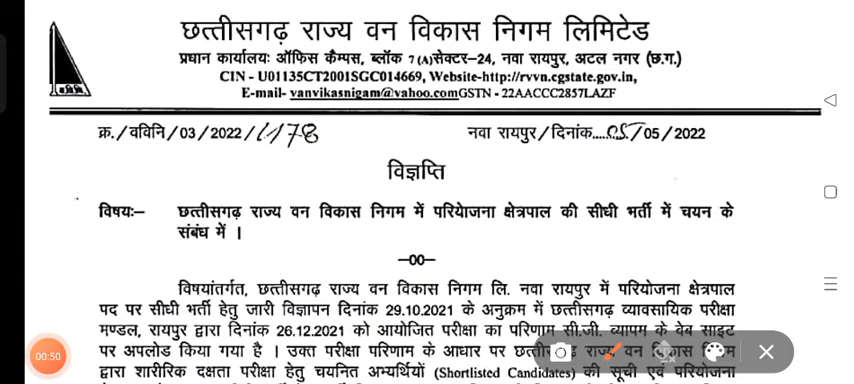 छत्तीसगढ़ राज्य वन विकास निगम लिमिटेड
प्रधान कार्यालयः ऑफिस कैम्पस, ब्लॉक 7(A)सेक्टर–24, नवा रायपुर, अटल नगर (छ.ग.)
CIN - U01135CT2001SGC014669, Website-http://rvvn.cgstate.gov.in,
E-mail- vanvikasnigam@yahoo.comGSTN - 22AACCC2857LAZF
क्र./वविनि/03/2022/ नवा रायपुर/दिनांक.....05/05/2022
विज्ञप्ति
विषयः– छत्तीसगढ़ राज्य वन विकास निगम में परियोजना क्षेत्रपाल की सीधी भर्ती में चयन के
संबंध में ।
–00–
विषयांतर्गत, छत्तीसगढ़ राज्य वन विकास निगम लि. नवा रायपुर में परियोजना क्षेत्रपाल
पद पर सीधी भर्ती हेतु जारी विज्ञापन दिनांक 29.10.2021 के अनुक्रम में छत्तीसगढ़ व्यावसायिक परीक्षा
मण्डल, रायपुर द्वारा दिनांक 26.12.2021 को आयोजित परीक्षा का परिणाम सी.जी. व्यापम के वेब साइट
पर अपलोड किया गया है । उक्त परीक्षा परिणाम के आधार पर राज्य वन विकास
द्वारा शारीरिक दक्षता परीक्षा हेतु चयनित अभ्यर्थियों (Shortlisted Candidates) की सूची एवं परियोजना
00:50